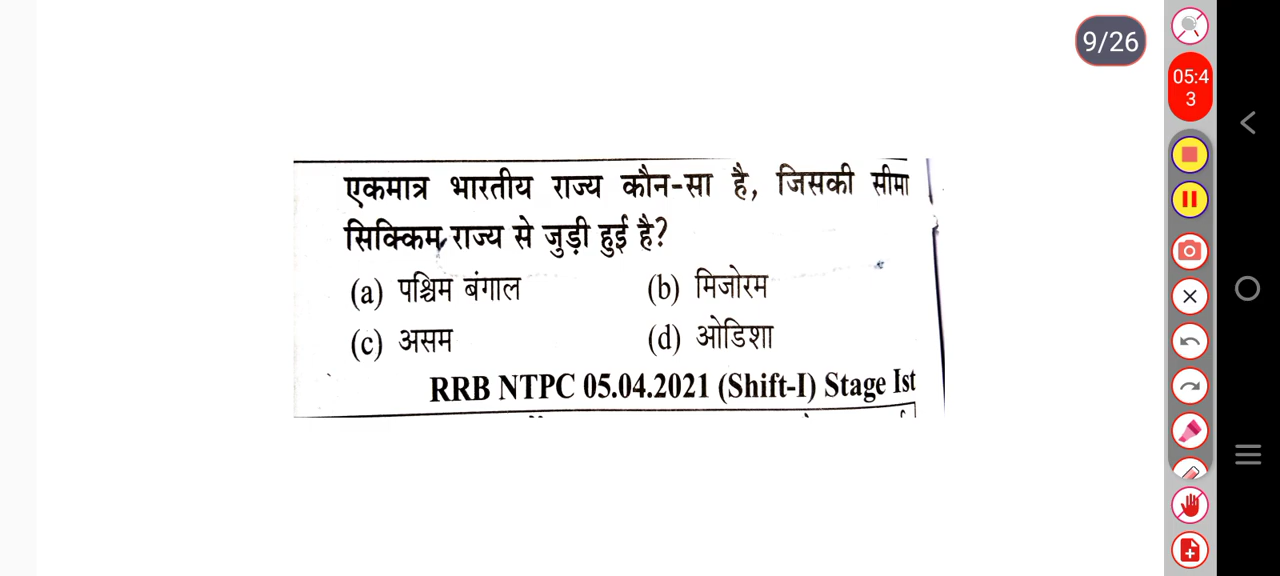 9/26
05:4
3
एकमात्र भारतीय राज्य कौन-सा है, जिसकी सीमा
सिक्किम राज्य से जुड़ी हुई है?
(a) पश्चिम बंगाल (b) मिजोरम
(c) असम (d) ओडिशा
RRB NTPC 05.04.2021 (Shift-I) Stage Ist